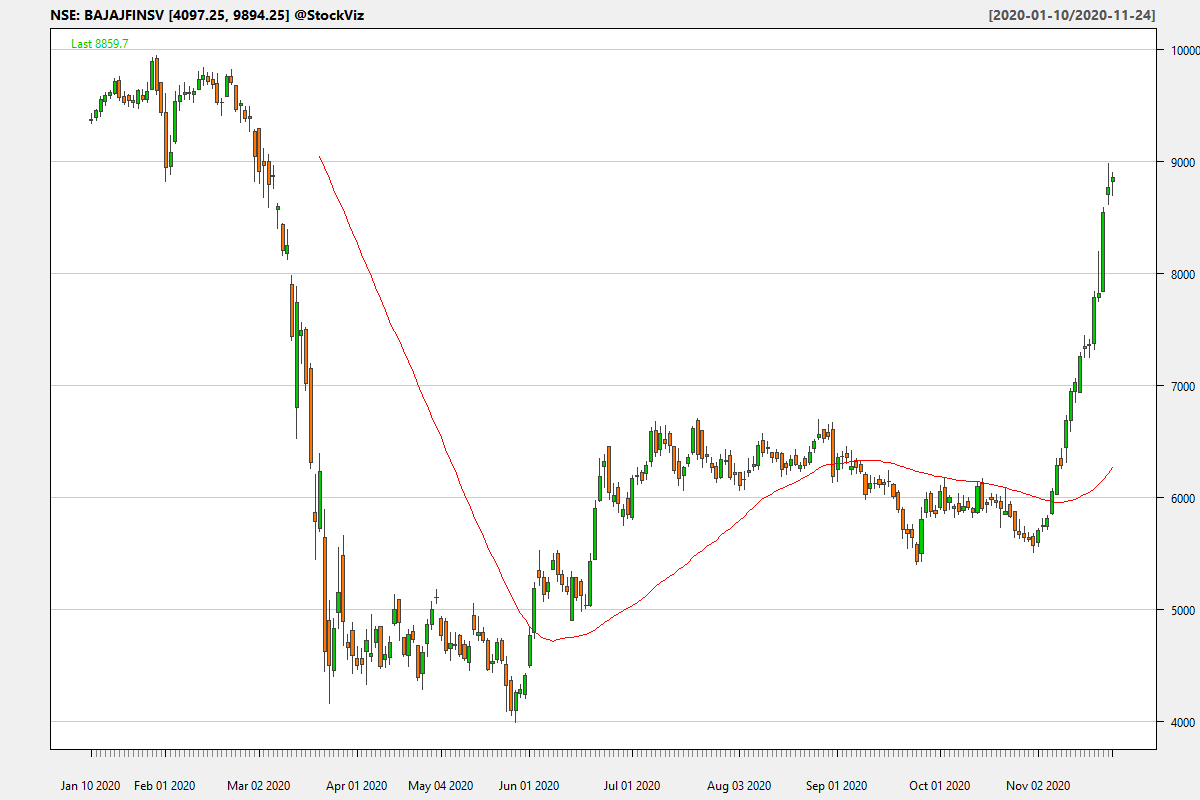 NSE: BAJAJFINSV [4097.25, 9894.25] @StockViz
[2020-01-10/2020-11-24]
Last 8859.7
10000
9000
8000
7000
6000
5000
4000
Jan 10 2020 Feb 01 2020 Mar 02 2020 Apr 01 2020 May 04 2020 Jun 01 2020 Jul 01 2020 Aug 03 2020 Sep 01 2020 Oct 01 2020 Nov 02 2020